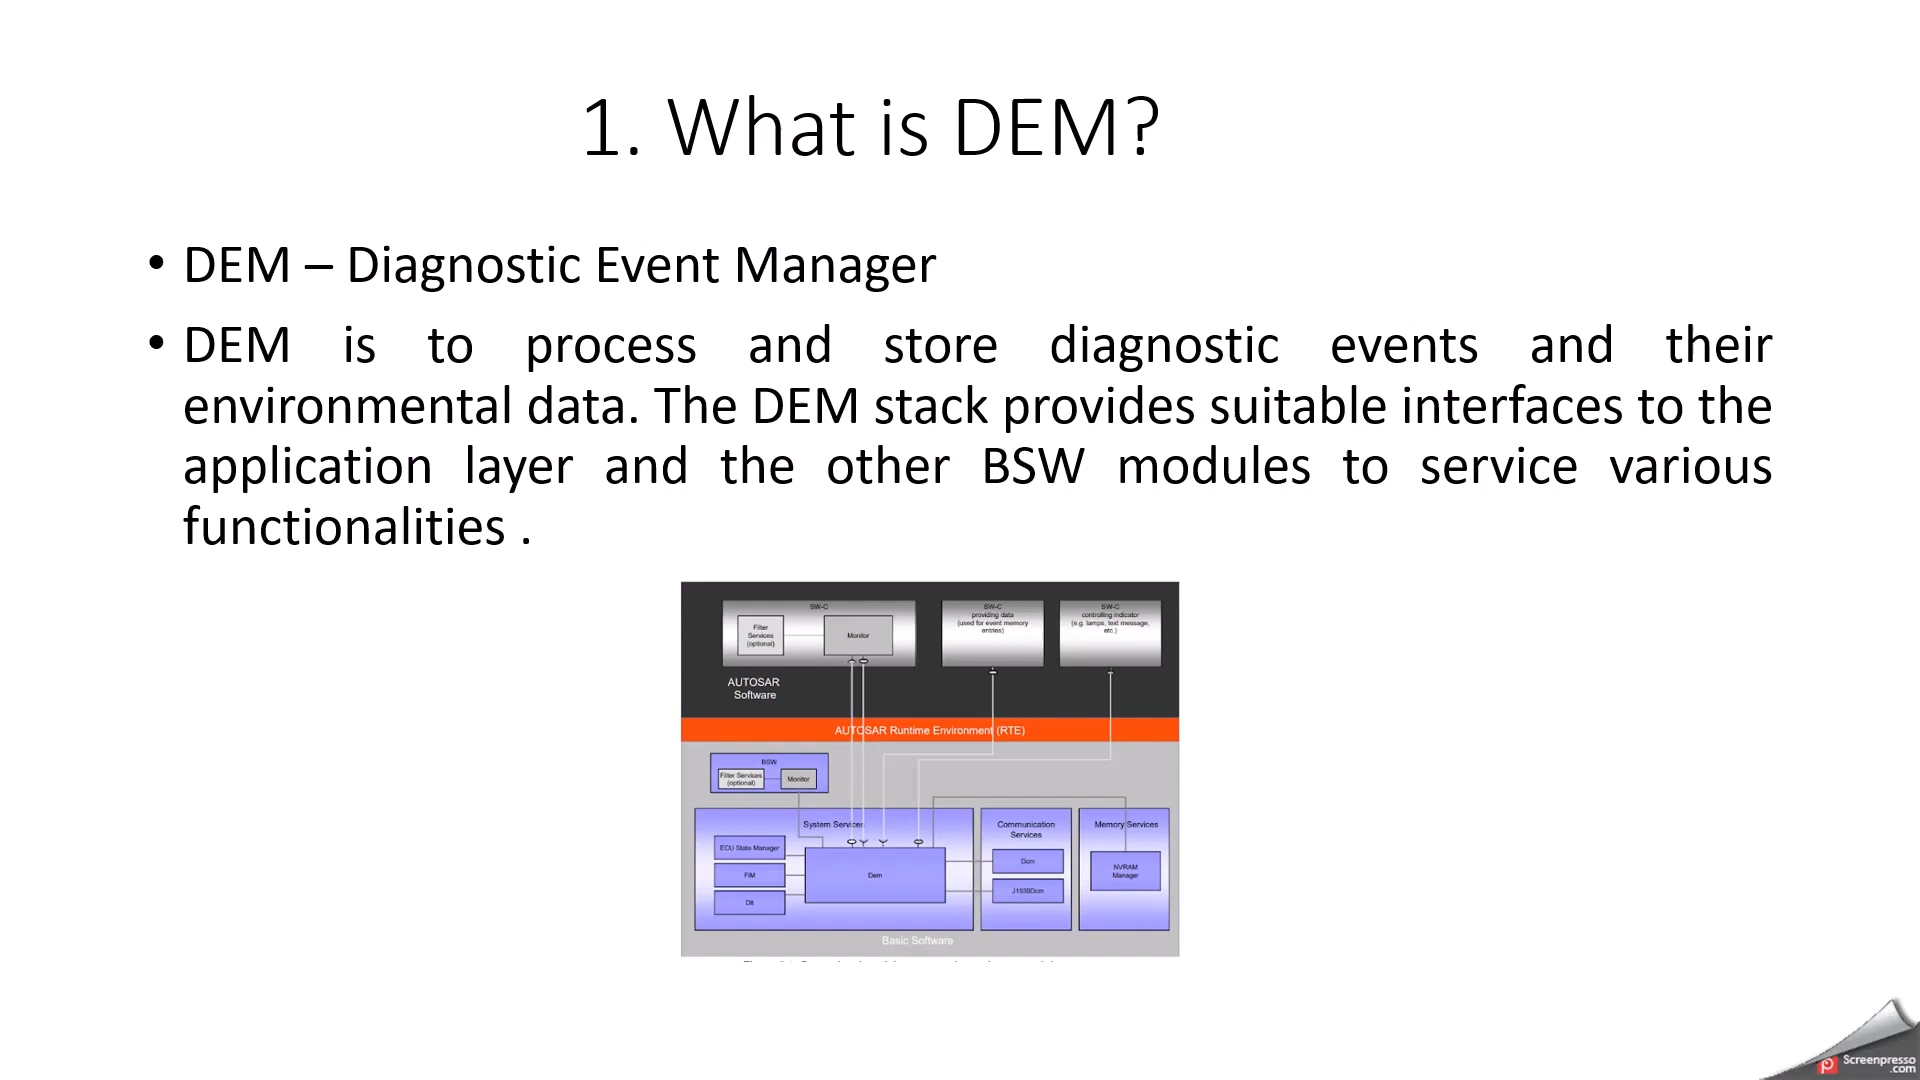 1. What is DEM?
• DEM – Diagnostic Event Manager
• DEM is to process and store diagnostic events and their
environmental data. The DEM stack provides suitable interfaces to the
application layer and the other BSW modules to service various
functionalities .
SW-C
Filter
Services
(optional)
Monitor
SW-C
providing data
(used for event memory
entries)
SW-C
controlling indicator
(e.g. lamps, text message,
etc.)
AUTOSAR
Software
AUTOSAR Runtime Environment (RTE)
BSW
Filter Services
(optional)
Monitor
System Services
ECU State Manager
FiM
Dlt
Dem
Communication
Services
Dcm
J1939Dcm
Memory Services
NVRAM
Manager
Basic Software
Screenpresso
.com